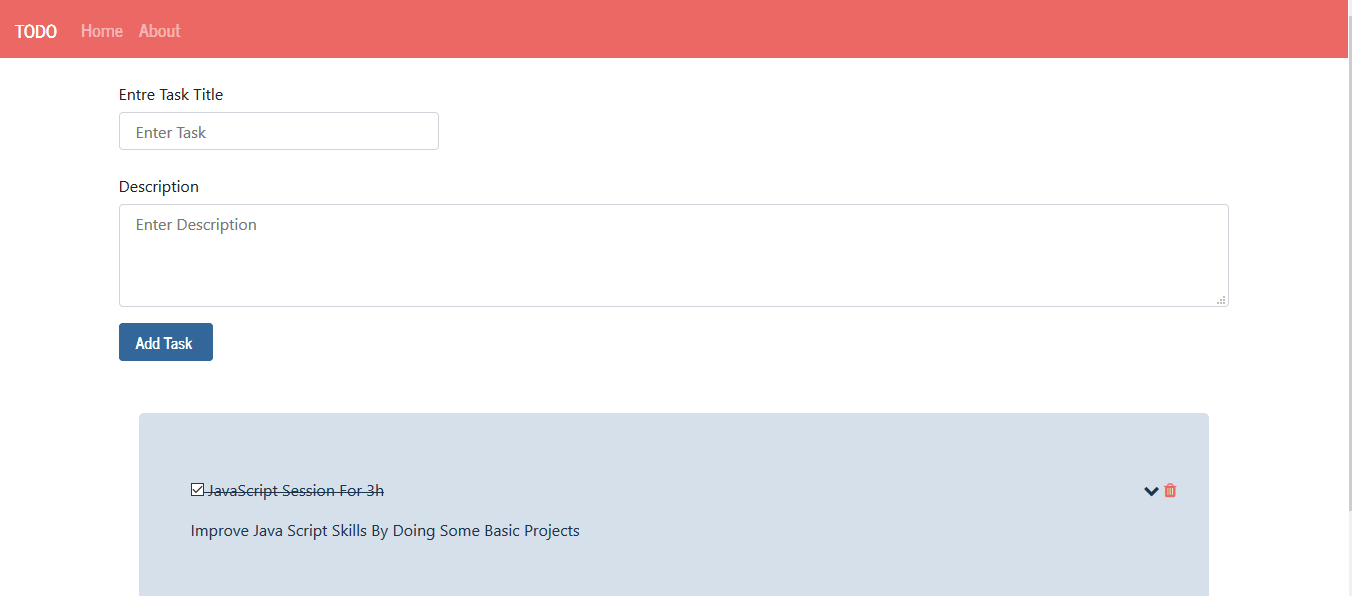 TODO Home About
Entre Task Title
Enter Task
Description
Enter Description
Add Task
JavaScript Session For 3h
Improve Java Script Skills By Doing Some Basic Projects